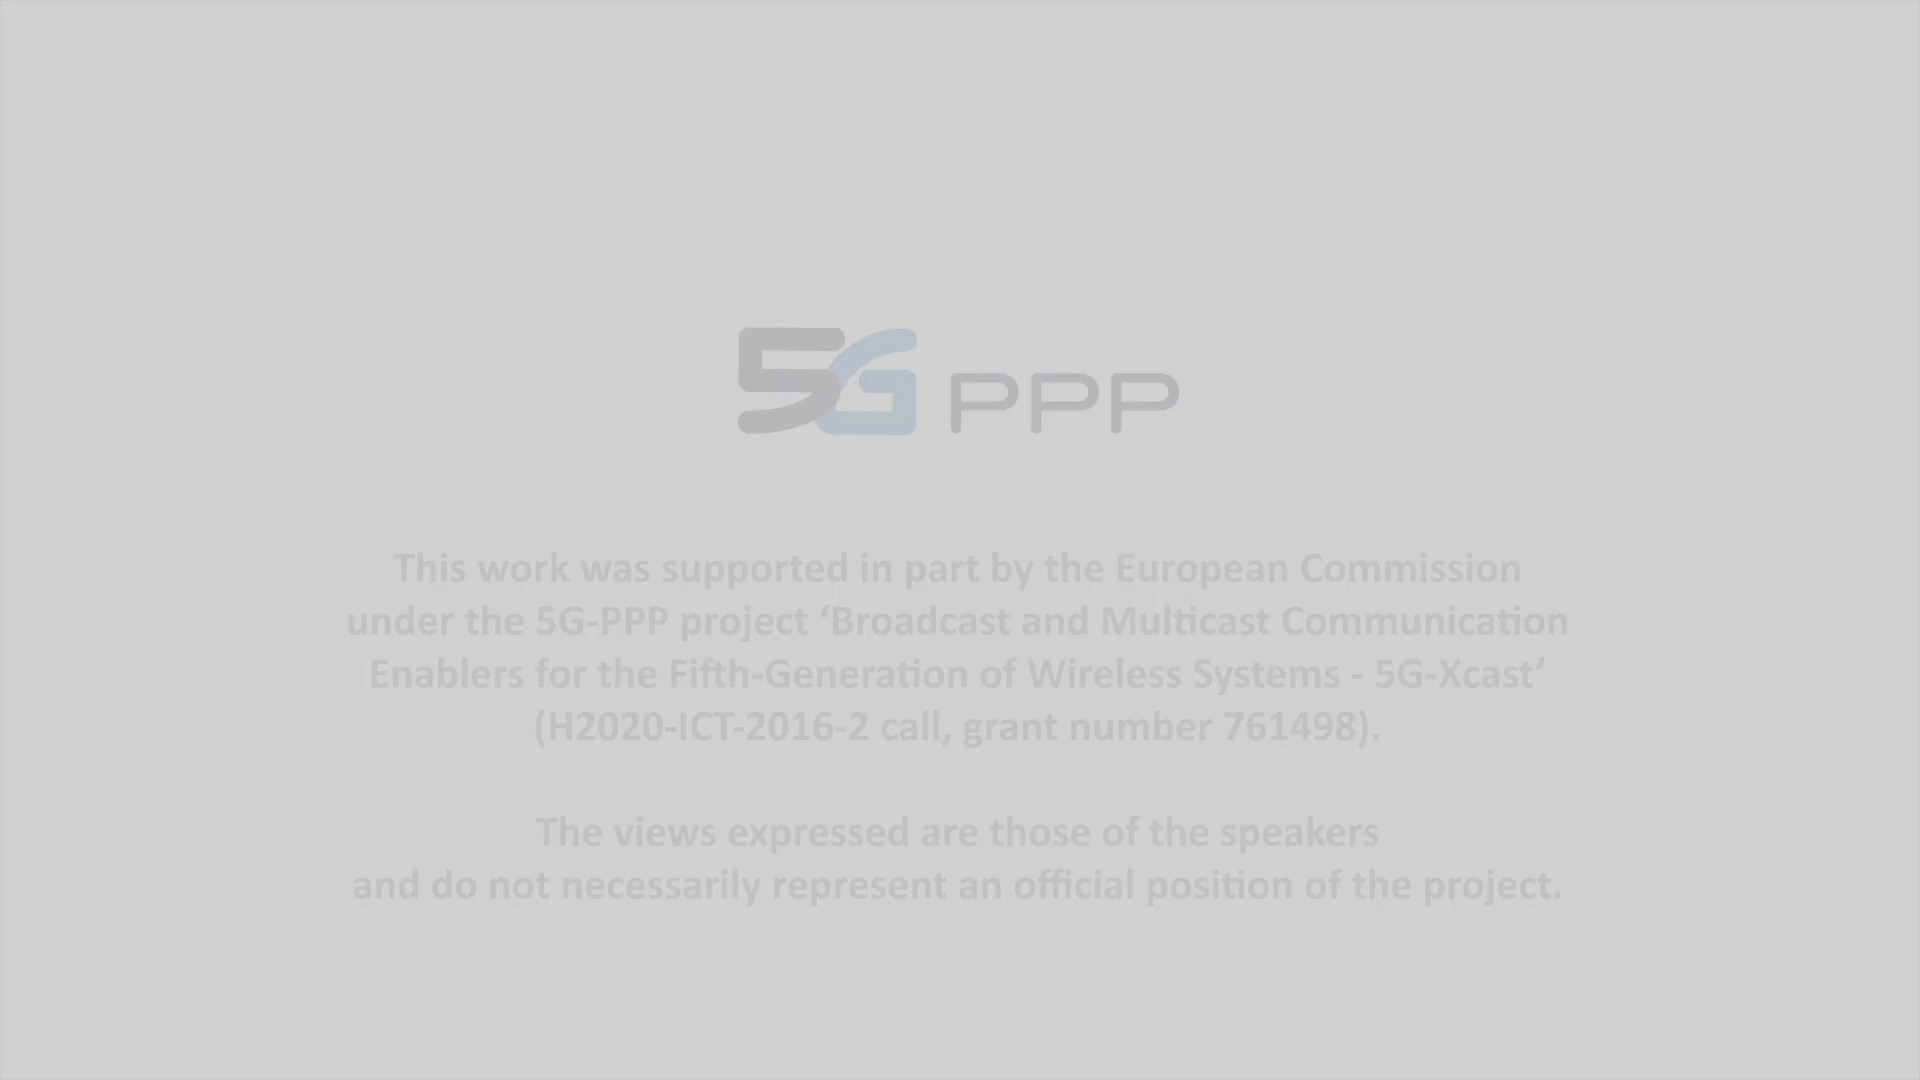 5G PPP
This work was supported in part by the European Commission
under the 5G-PPP project ‘Broadcast and Multicast Communication
Enablers for the Fifth-Generation of Wireless Systems - 5G-Xcast’
(H2020-ICT-2016-2 call, grant number 761498).
The views expressed are those of the speakers
and do not necessarily represent an official position of the project.